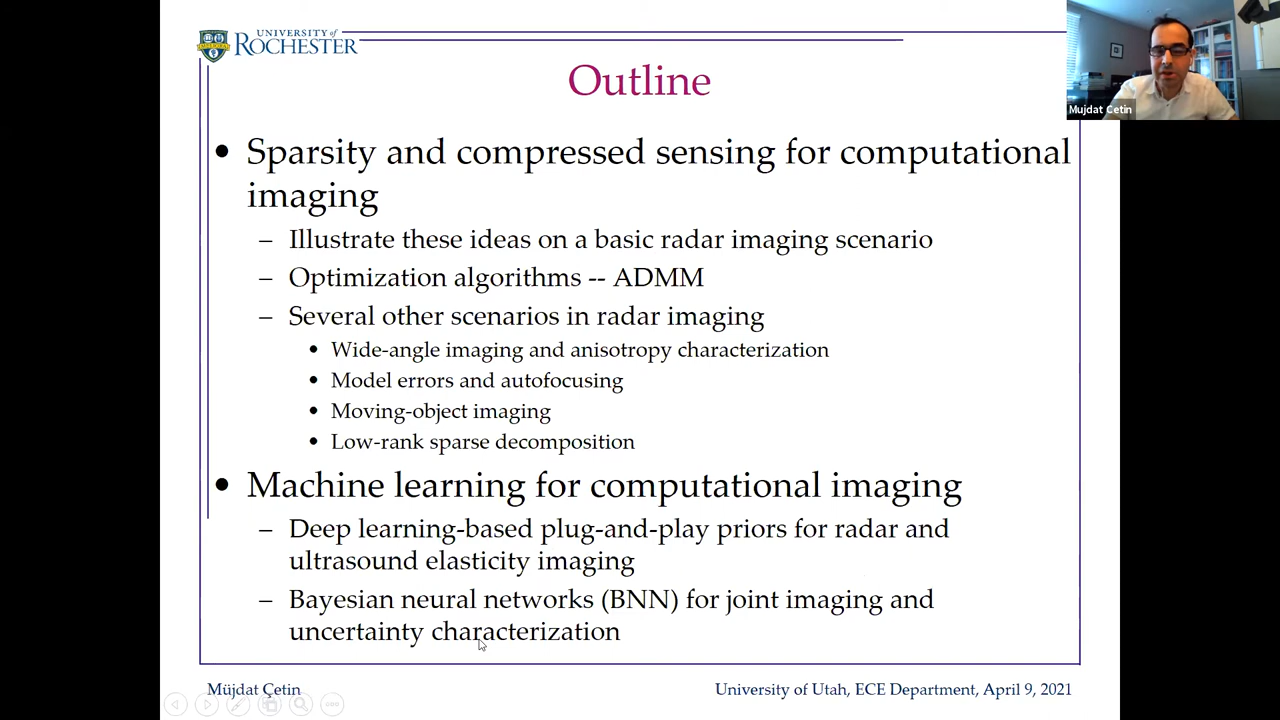 UNIVERSITY of
ROCHESTER
Outline
Mujdat Cetin
• Sparsity and compressed sensing for computational
imaging
– Illustrate these ideas on a basic radar imaging scenario
– Optimization algorithms -- ADMM
– Several other scenarios in radar imaging
• Wide-angle imaging and anisotropy characterization
• Model errors and autofocusing
• Moving-object imaging
• Low-rank sparse decomposition
• Machine learning for computational imaging
– Deep learning-based plug-and-play priors for radar and
ultrasound elasticity imaging
– Bayesian neural networks (BNN) for joint imaging and
uncertainty characterization
Müjdat Çetin
University of Utah, ECE Department, April 9, 2021